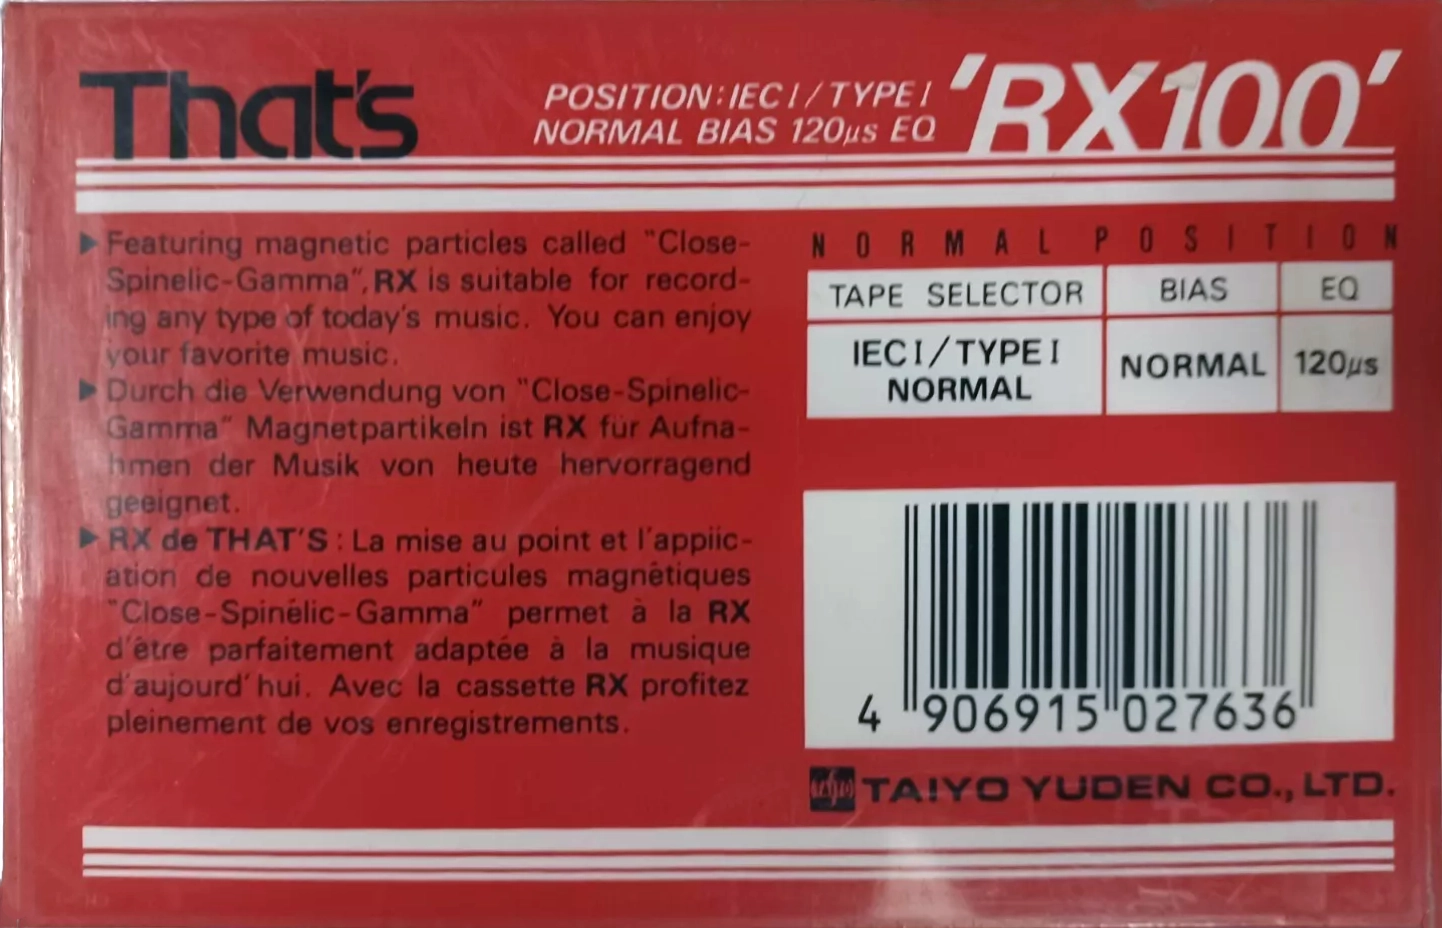 That's
POSITION:IEC I/TYPE I
NORMAL BIAS 120µs EQ
'RX100'
▶Featuring magnetic particles called "Close-
Spinelic-Gamma", RX is suitable for record-
ing any type of today's music. You can enjoy
your favorite music.
▶Durch die Verwendung von "Close-Spinelic-
Gamma" Magnetpartikeln ist RX für Aufna-
hmen der Musik von heute hervorragend
geeignet.
▶RX de THAT'S : La mise au point et l'appiic-
ation de nouvelles particules magnêtiques
"Close-Spinélic-Gamma" permet à la RX
d'être parfaitement adaptée à la musique
d'aujourd'hui. Avec la cassette RX profitez
pleinement de vos enregistrements.
NORMAL POSITION
TAPE SELECTOR BIAS EQ
IEC I/TYPE I NORMAL 120µs
NORMAL
4 906915 027636
TAIYO YUDEN CO., LTD.